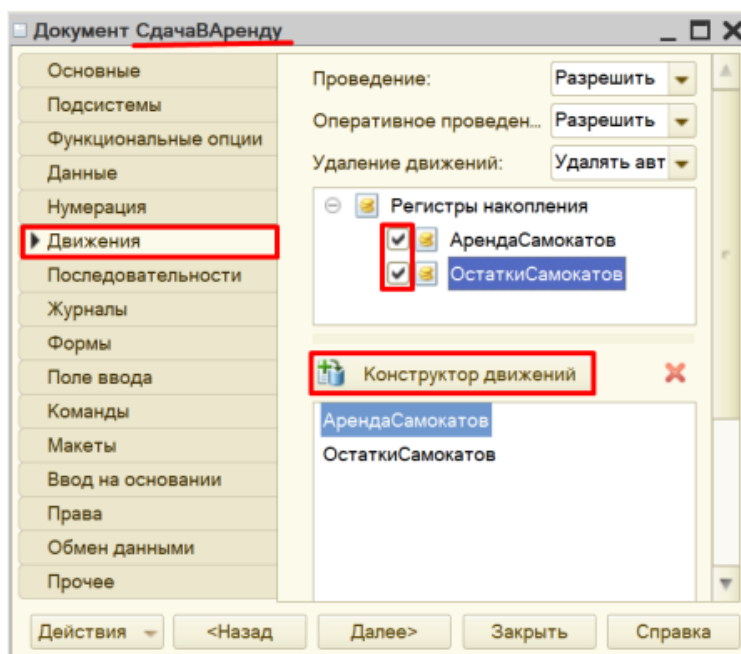 Документ СдачаВАренду
Основные
Подсистемы
Функциональные опции
Данные
Нумерация
Движения
Последовательности
Журналы
Формы
Поле ввода
Команды
Макеты
Ввод на основании
Права
Обмен данными
Прочее
Проведение: Разрешить
Оперативное проведен... Разрешить
Удаление движений: Удалять авт
Регистры накопления
АрендаСамокатов
ОстаткиСамокатов
Конструктор движений
АрендаСамокатов
ОстаткиСамокатов
Действия <Назад Далее> Закрыть Справка